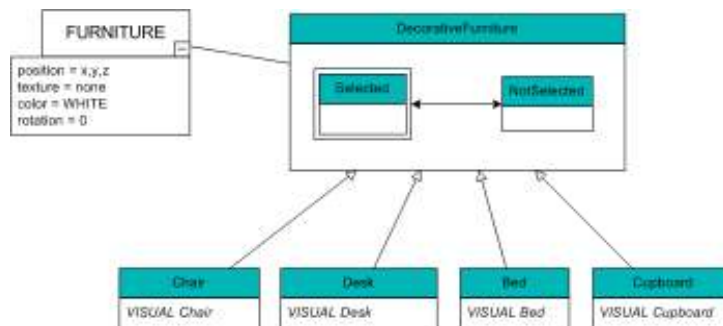 FURNITURE
position = x,y,z
texture = none
color = WHITE
rotation = 0
DecorativeFurniture
Selected
NotSelected
Chair
VISUAL Chair
Desk
VISUAL Desk
Bed
VISUAL Bed
Cupboard
VISUAL Cupboard